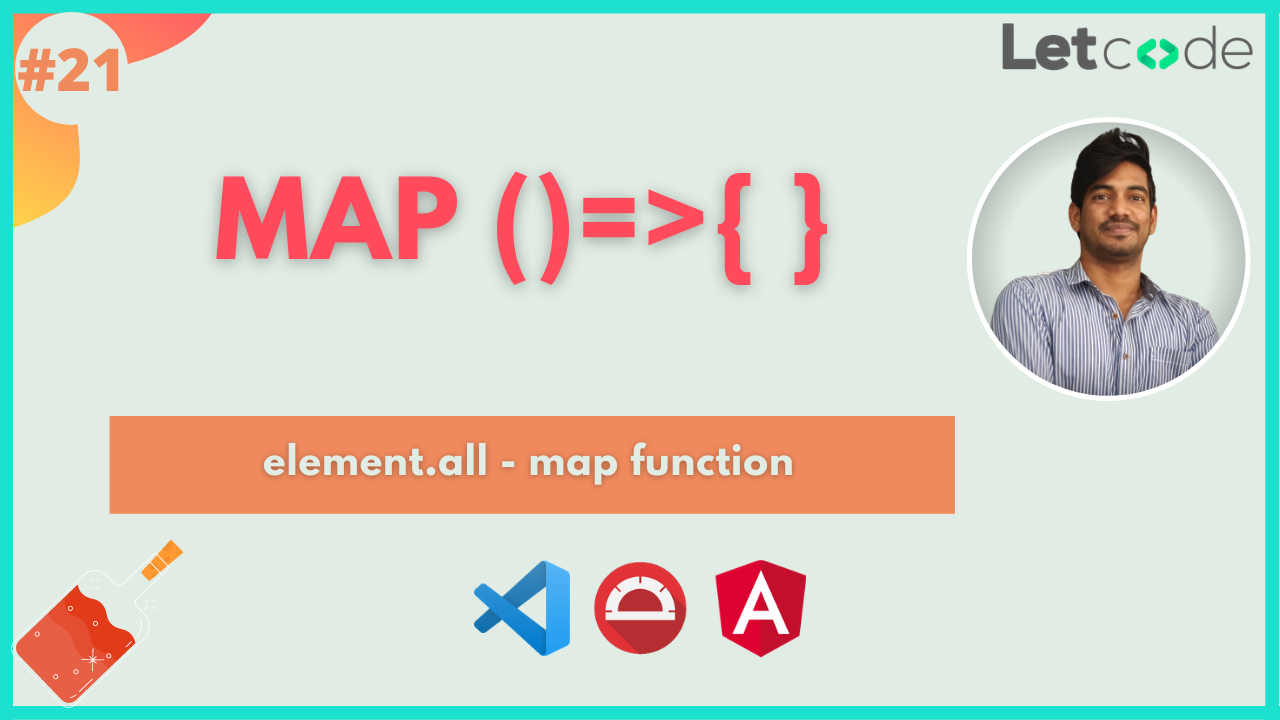 #21
Letcode
MAP ()=>{ }
element.all - map function
A